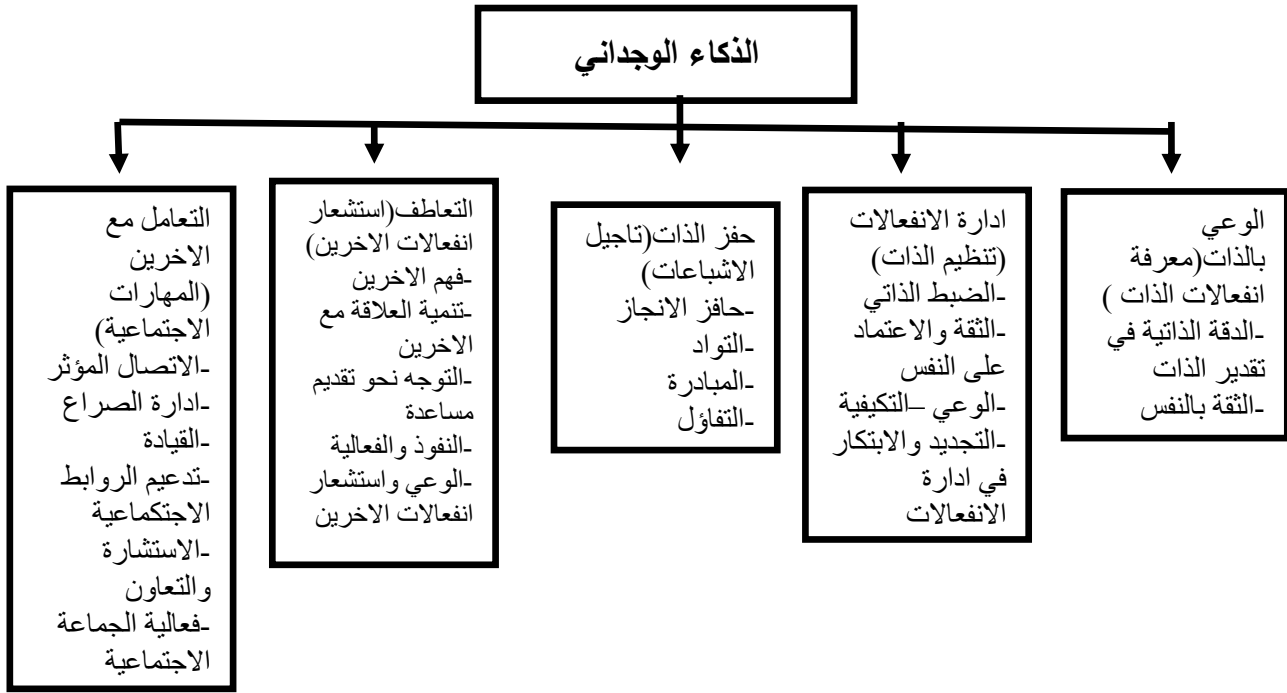 الذكاء الوجداني
الوعي
بالذات(معرفة
انفعالات الذات )
-الدقة الذاتية في
تقدير الذات
-الثقة بالنفس
ادارة الانفعالات
(تنظيم الذات)
-الضبط الذاتي
-الثقة والاعتماد
على النفس
-الوعي –التكيفية
-التجديد والابتكار
في ادارة
الانفعالات
حفز الذات(تاجيل
الاشباعات)
-حافز الانجاز
-التواد
-المبادرة
-التفاؤل
التعاطف(استشعار
انفعالات الاخرين)
-فهم الاخرين
-تنمية العلاقة مع
الاخرين
-التوجه نحو تقديم
مساعدة
-النفوذ والفعالية
-الوعي واستشعار
انفعالات الاخرين
التعامل مع
الاخرين
(المهارات
الاجتماعية)
-الاتصال المؤثر
-ادارة الصراع
-القيادة
-تدعيم الروابط
الاجتكماعية
-الاستشارة
والتعاون
-فعالية الجماعة
الاجتماعية